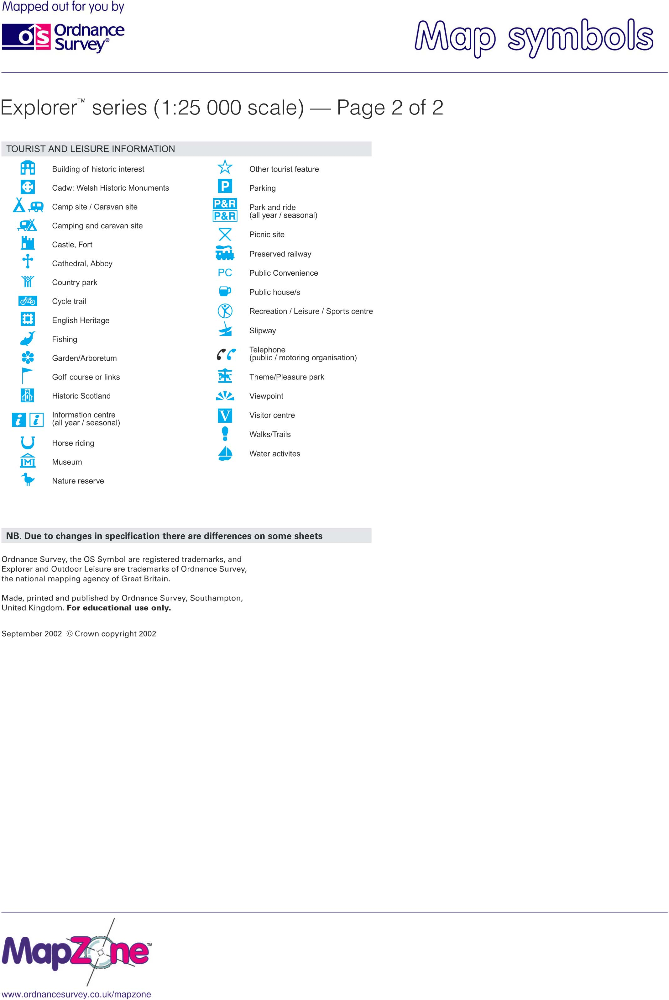 Mapped out for you by
OS Ordnance
Survey®
Map symbols
Explorer™ series (1:25 000 scale) — Page 2 of 2
TOURIST AND LEISURE INFORMATION
Building of historic interest
Cadw: Welsh Historic Monuments
Camp site / Caravan site
Camping and caravan site
Castle, Fort
Cathedral, Abbey
Country park
Cycle trail
English Heritage
Fishing
Garden/Arboretum
Golf course or links
Historic Scotland
i i Information centre
(all year / seasonal)
Horse riding
M Museum
Nature reserve
Other tourist feature
P Parking
P&R Park and ride
P&R (all year / seasonal)
Picnic site
Preserved railway
PC Public Convenience
Public house/s
Recreation / Leisure / Sports centre
Slipway
Telephone
(public / motoring organisation)
Theme/Pleasure park
Viewpoint
V Visitor centre
Walks/Trails
Water activites
NB. Due to changes in specification there are differences on some sheets
Ordnance Survey, the OS Symbol are registered trademarks, and
Explorer and Outdoor Leisure are trademarks of Ordnance Survey,
the national mapping agency of Great Britain.
Made, printed and published by Ordnance Survey, Southampton,
United Kingdom. For educational use only.
September 2002 © Crown copyright 2002
MapZone™
www.ordnancesurvey.co.uk/mapzone